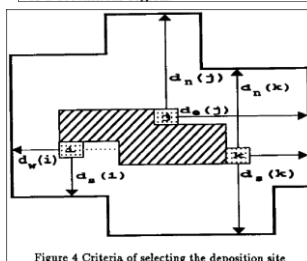 d_n(j)
d_n(k)
d_e(j)
j
d_w(i)
i
k
d_s(i)
d_s(k)
Figure 4 Criteria of selecting the deposition site